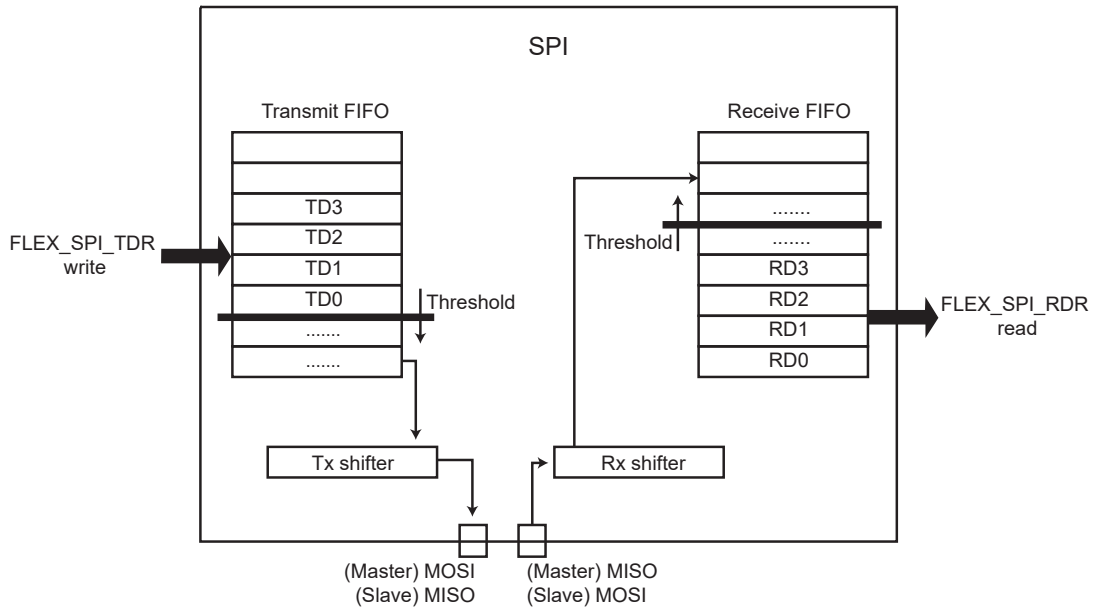 SPI
Transmit FIFO
TD3
TD2
TD1
TD0
.......
.......
FLEX_SPI_TDR
write
Threshold
Tx shifter
Receive FIFO
.......
.......
RD3
RD2
RD1
RD0
Threshold
FLEX_SPI_RDR
read
Rx shifter
(Master) MOSI
(Slave) MISO
(Master) MISO
(Slave) MOSI